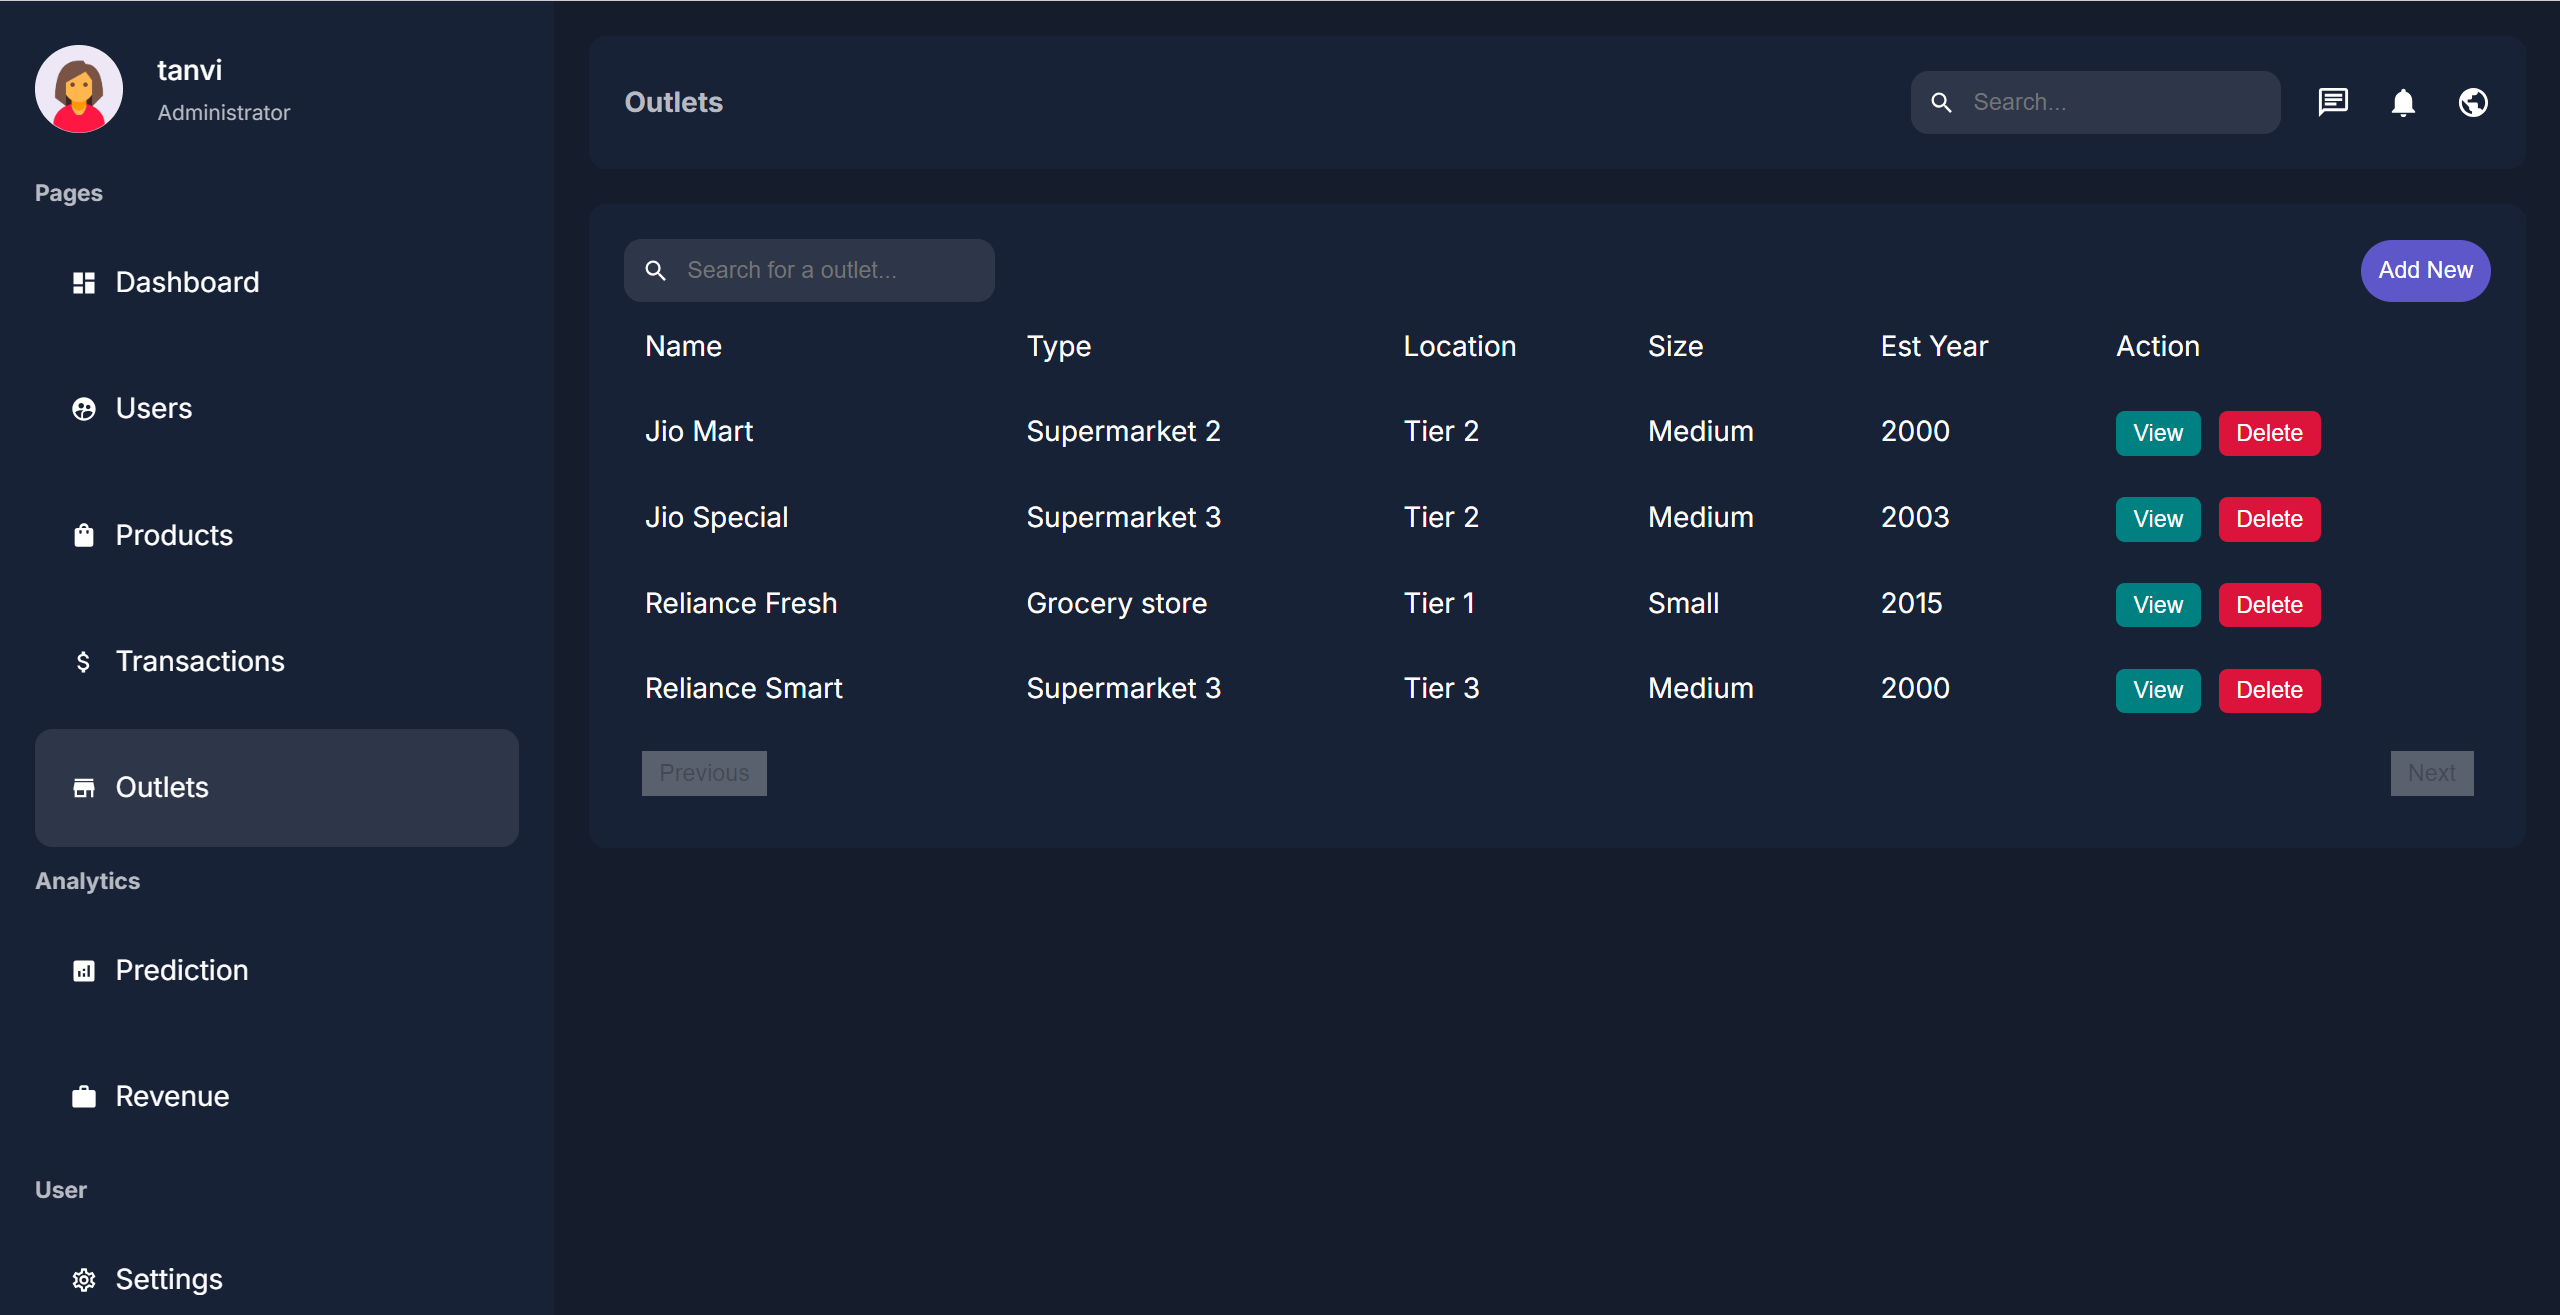 tanvi
Administrator
Pages
Dashboard
Users
Products
Transactions
Outlets
Analytics
Prediction
Revenue
User
Settings
Outlets
Search...
Search for a outlet...
Add New
Name Type Location Size Est Year Action
Jio Mart Supermarket 2 Tier 2 Medium 2000 View Delete
Jio Special Supermarket 3 Tier 2 Medium 2003 View Delete
Reliance Fresh Grocery store Tier 1 Small 2015 View Delete
Reliance Smart Supermarket 3 Tier 3 Medium 2000 View Delete
Previous Next